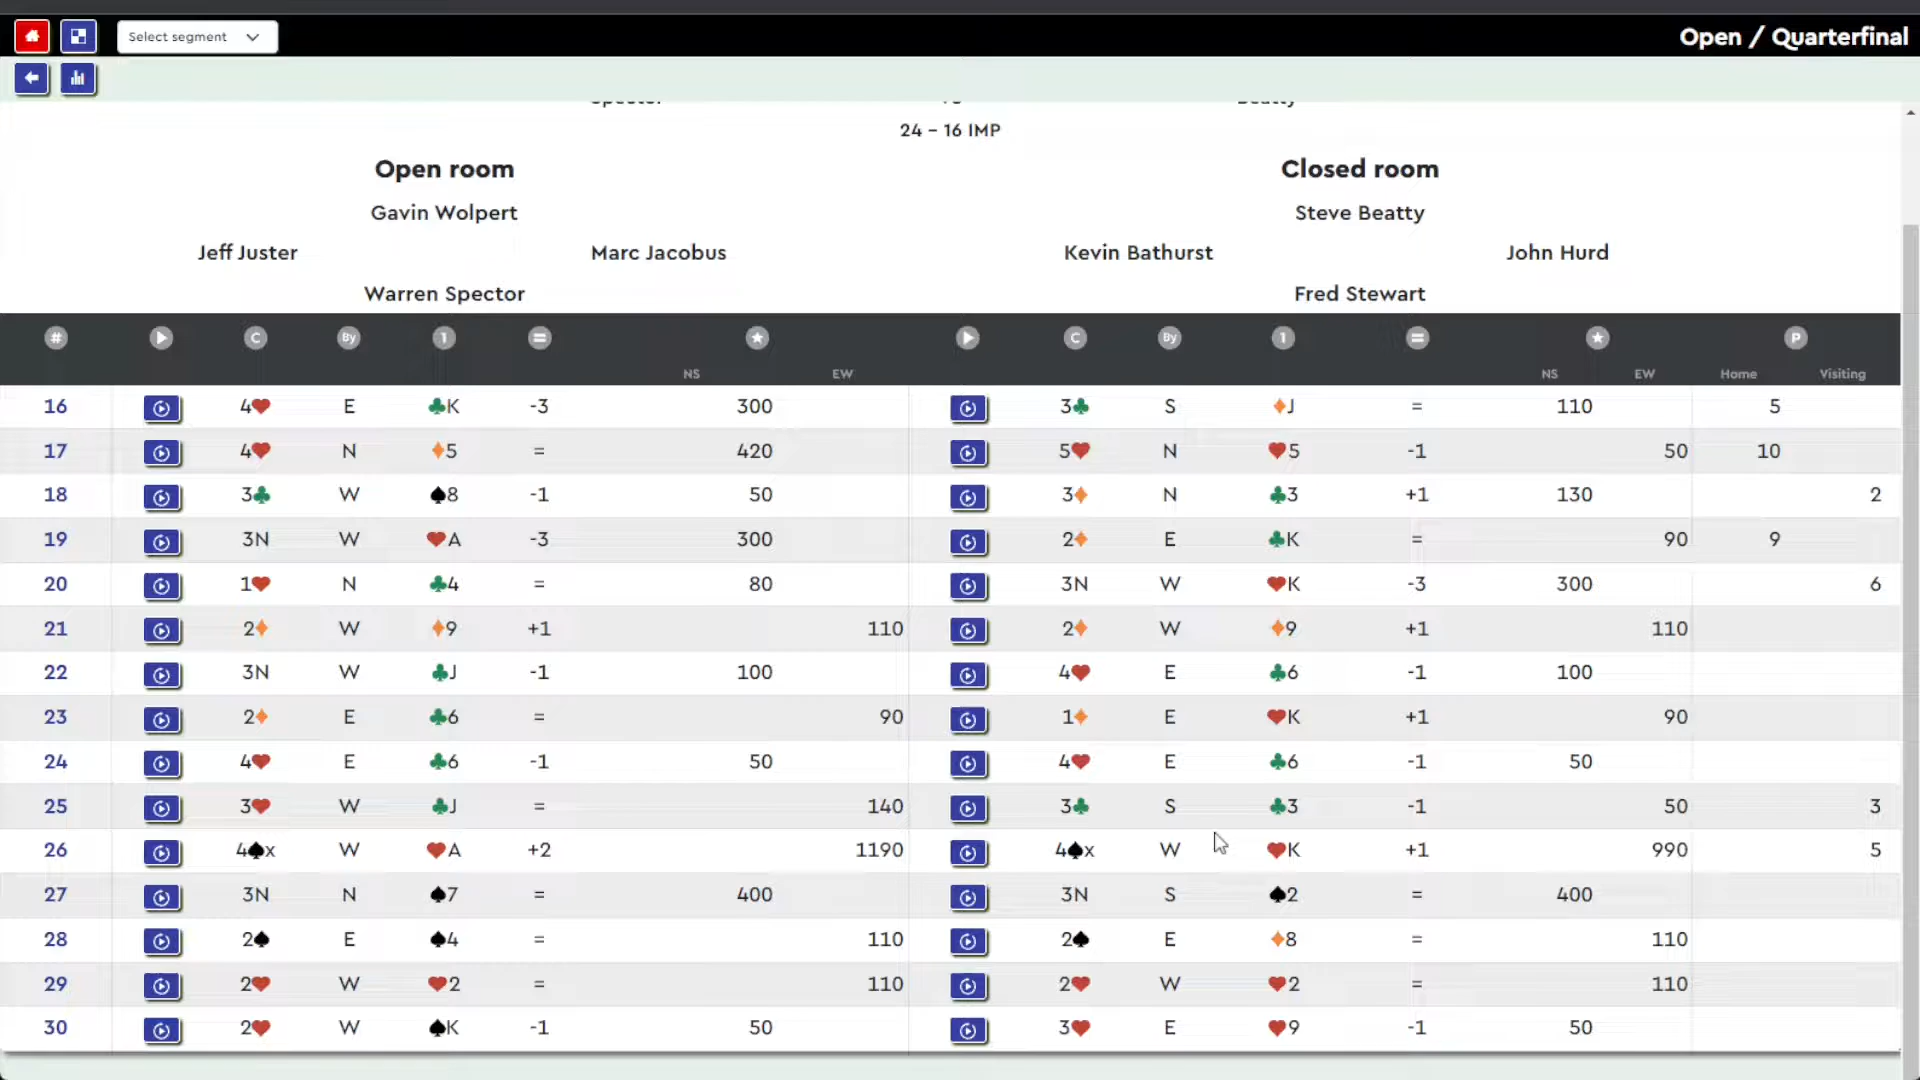 Select segment
Open / Quarterfinal
24 – 16 IMP
Open room Closed room
Gavin Wolpert Steve Beatty
Jeff Juster Marc Jacobus Kevin Bathurst John Hurd
Warren Spector Fred Stewart
# C By 1 = ★ C By 1 = ★ P
NS EW NS EW Home Visiting
16 4♥ E ♣K -3 300 3♣ S ♦J = 110 5
17 4♥ N ♦5 = 420 5♥ N ♥5 -1 50 10
18 3♣ W ♠8 -1 50 3♦ N ♣3 +1 130 2
19 3N W ♥A -3 300 2♦ E ♣K = 90 9
20 1♥ N ♣4 = 80 3N W ♥K -3 300 6
21 2♦ W ♦9 +1 110 2♦ W ♦9 +1 110
22 3N W ♣J -1 100 4♥ E ♣6 -1 100
23 2♦ E ♣6 = 90 1♦ E ♥K +1 90
24 4♥ E ♣6 -1 50 4♥ E ♣6 -1 50
25 3♥ W ♣J = 140 3♣ S ♣3 -1 50 3
26 4♠x W ♥A +2 1190 4♠x W ♥K +1 990 5
27 3N N ♠7 = 400 3N S ♠2 = 400
28 2♠ E ♠4 = 110 2♠ E ♦8 = 110
29 2♥ W ♥2 = 110 2♥ W ♥2 = 110
30 2♥ W ♠K -1 50 3♥ E ♥9 -1 50